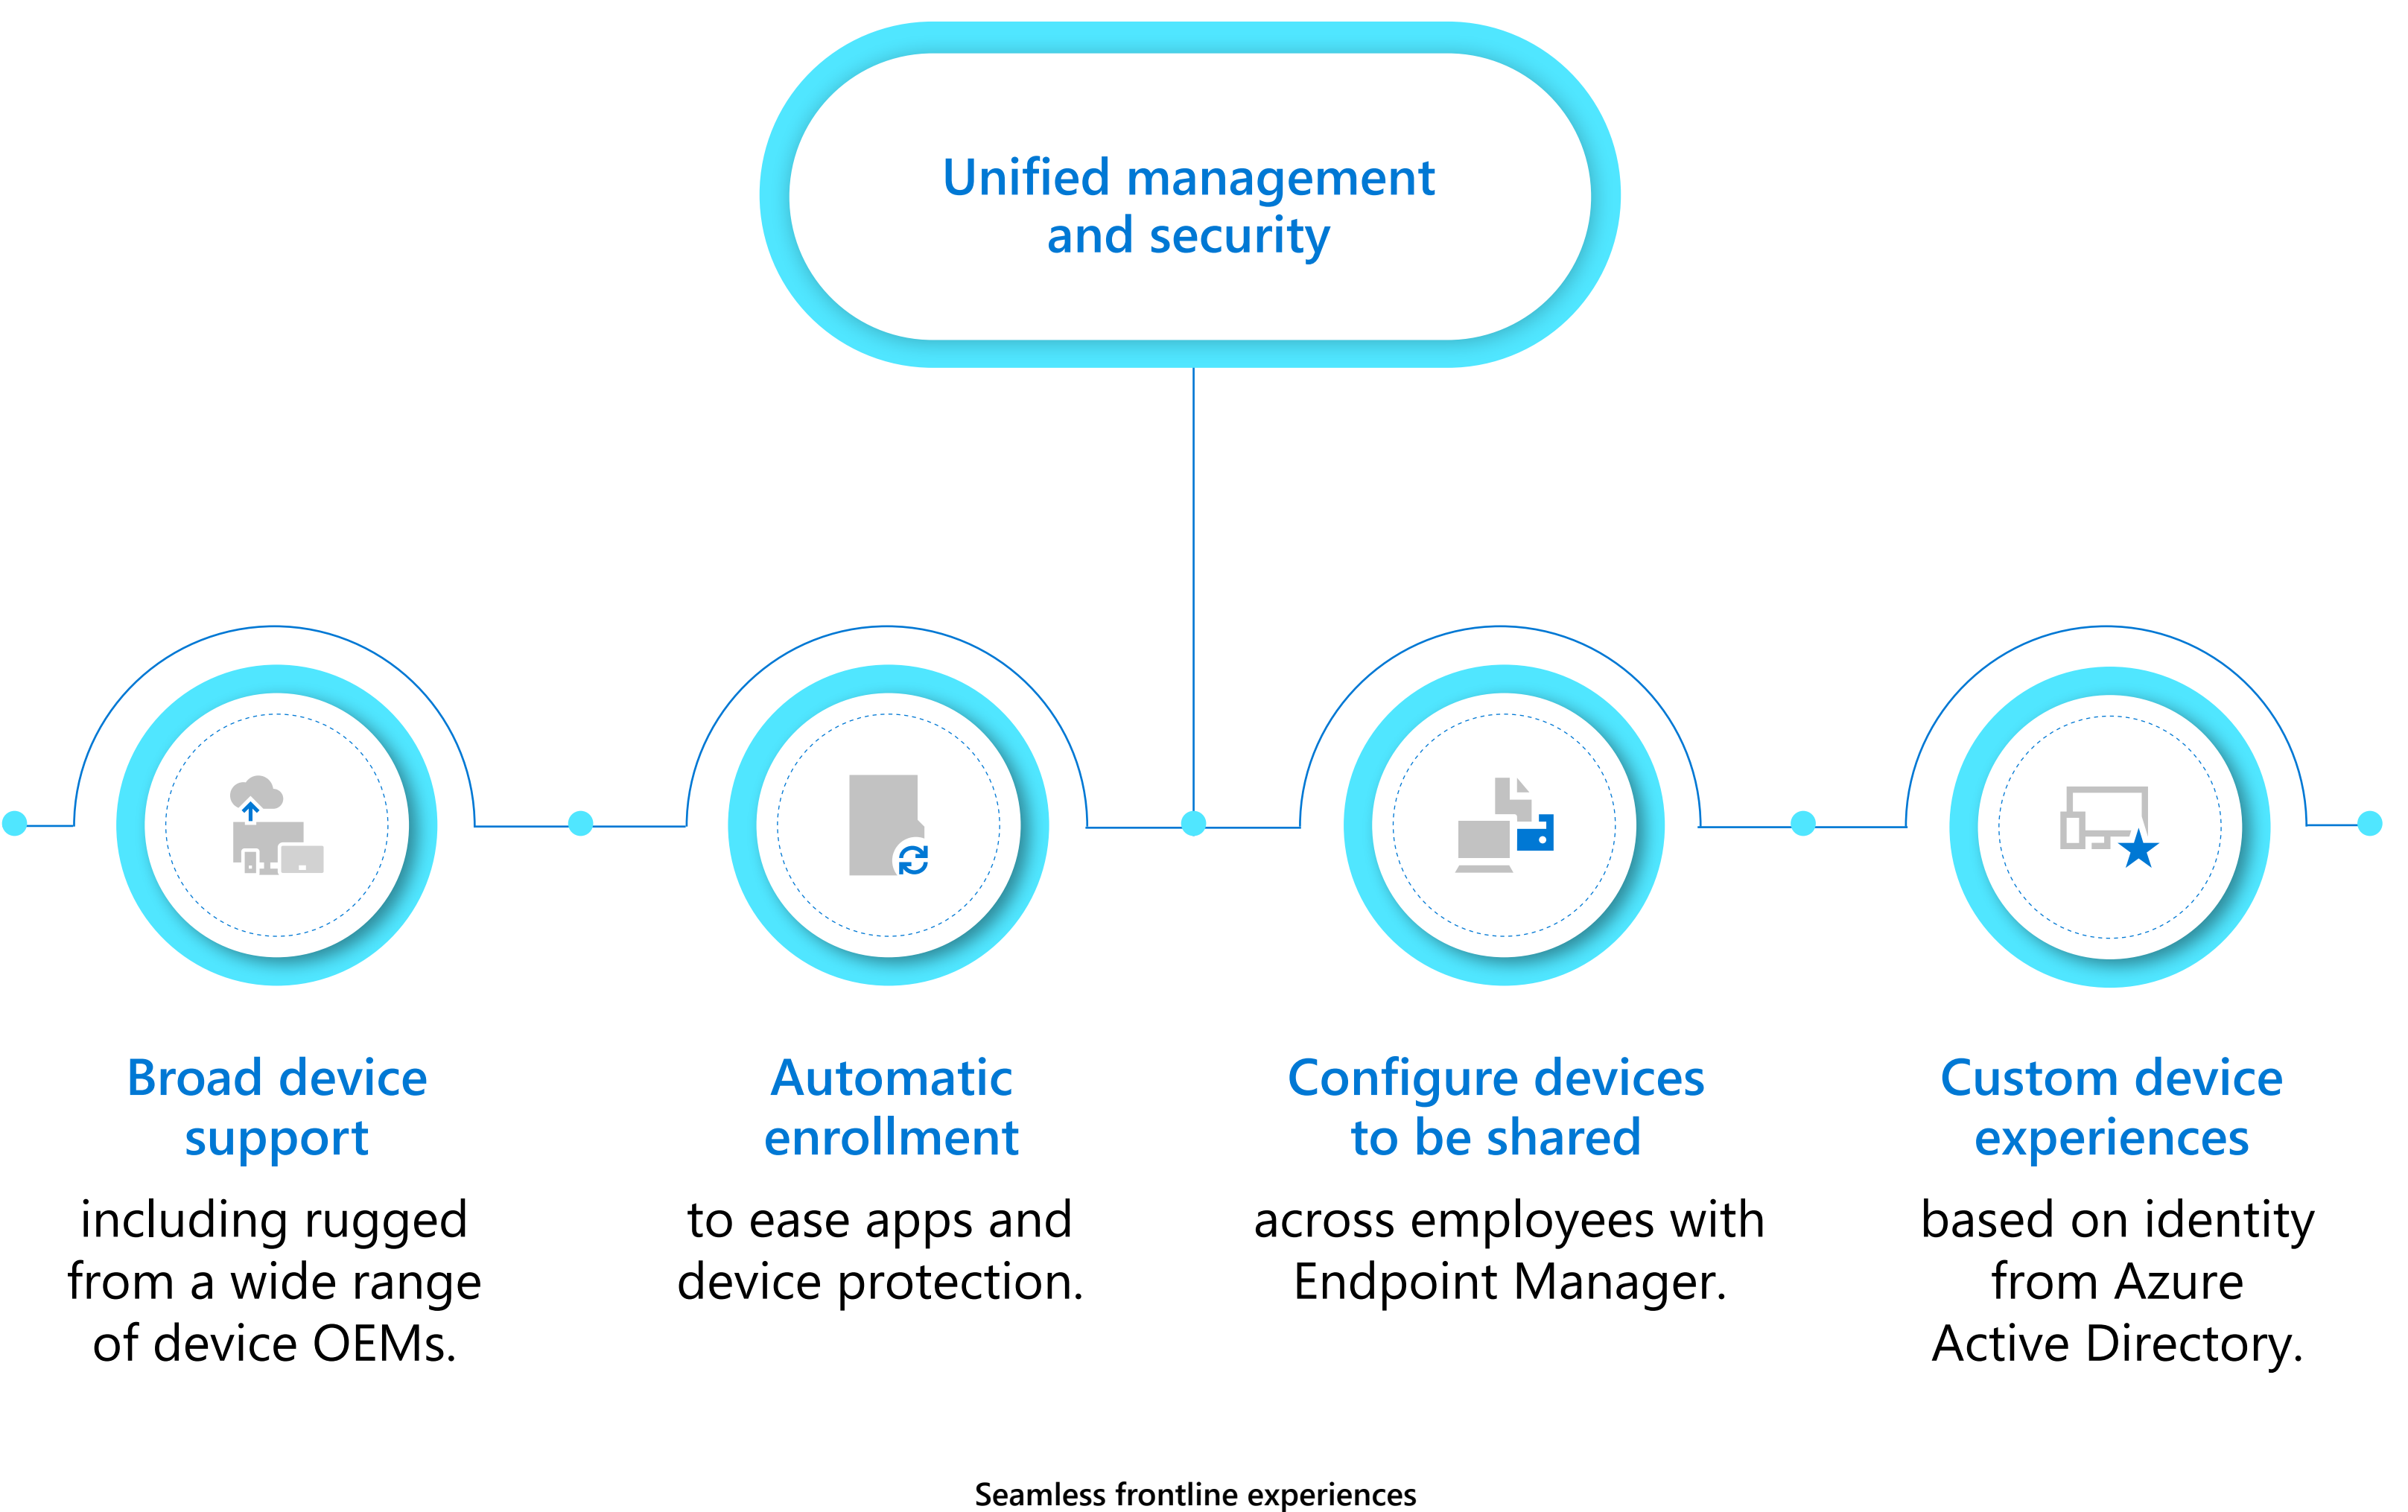 Unified management
and security
Broad device
support
including rugged
from a wide range
of device OEMs.
Automatic
enrollment
to ease apps and
device protection.
Configure devices
to be shared
across employees with
Endpoint Manager.
Custom device
experiences
based on identity
from Azure
Active Directory.
Seamless frontline experiences